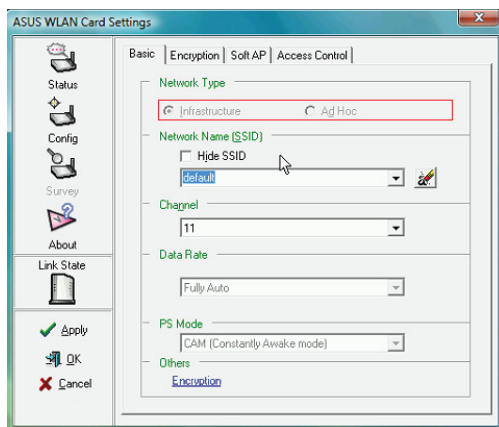 ASUS WLAN Card Settings
Status
Config
Survey
About
Link State
Apply
OK
Cancel
Basic
Encryption
Soft AP
Access Control
Network Type
Infrastructure
Ad Hoc
Network Name (SSID)
Hide SSID
default
Channel
11
Data Rate
Fully Auto
PS Mode
CAM (Constantly Awake mode)
Others
Encryption